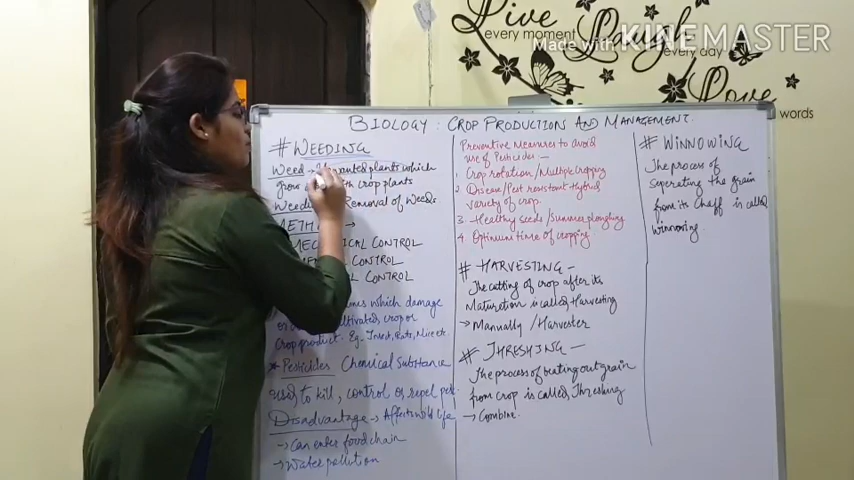 Live
every moment
Laugh
every day
Love
words
Made with KINEMASTER
BIOLOGY: CROP PRODUCTION AND MANAGEMENT
# WEEDING
Weed - Unwanted plants which
grow with crop plants
Removal of Weeds
METH
CONTROL
CONTROL
CONTROL
which damage
cultivated crop or
Crop product. Eg- Insect, Rats, Mice etc.
* Pesticides Chemical Substance
used to kill, control or repel pest.
Disadvantage → Affects wild life
→ Can enter food chain
→ Water pollution
Preventive Measures to avoid
use of Pesticides -
1 Crop rotation/Multiple Cropping
2 Disease/Pest resistant Hybrid
variety of crop
3. Healthy seeds/Summer ploughing
4 Optimum time of cropping
# HARVESTING -
The cutting of crop after its
Maturation is called Harvesting
→ Manually / Harvester
# THRESHING -
The process of beating out grain
from crop is called, Threshing
→ Combine.
# WINNOWING
The process of
seperating the grain
from its chaff is called
winnowing